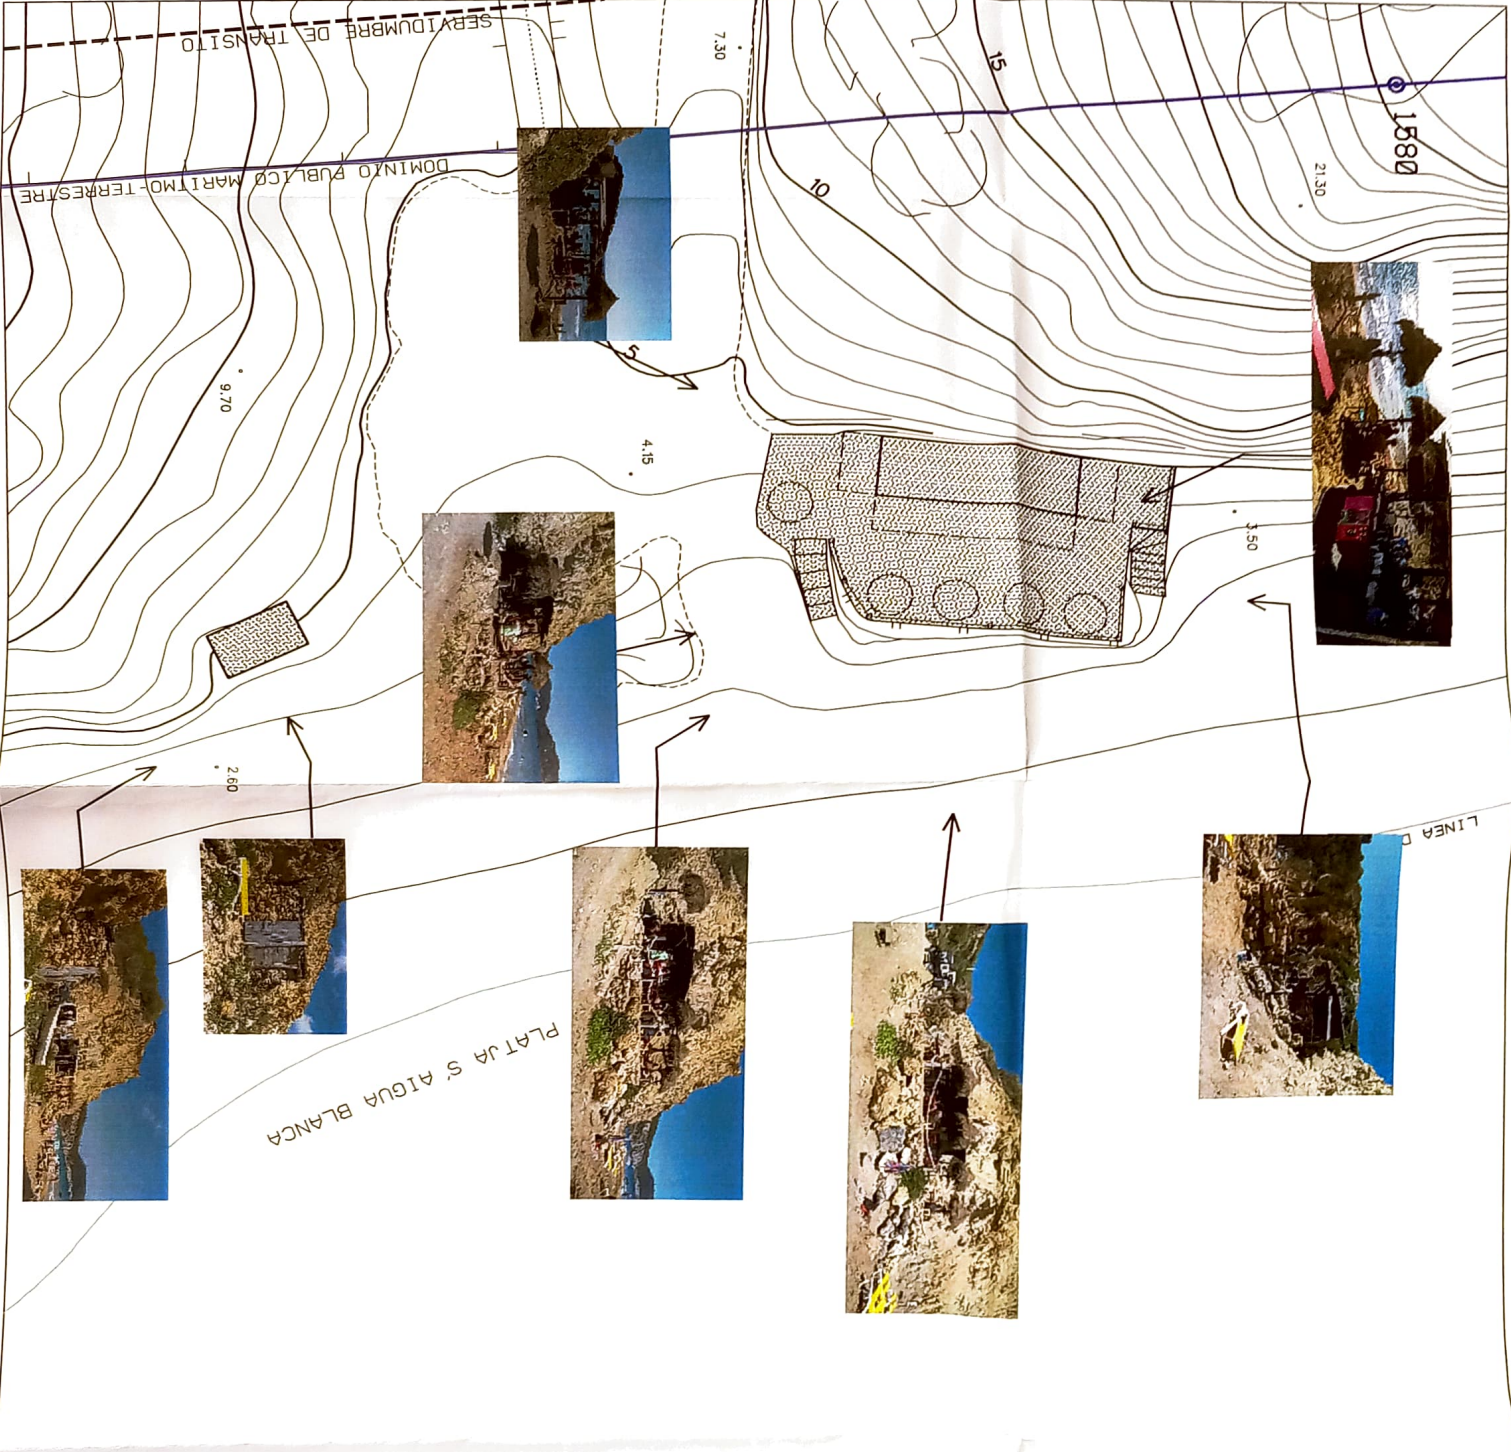 SERVIDUMBRE DE TRANSITO
7.30
15
1580
DOMINIO PUBLICO MARITMO-TERRESTRE
10
21.30
5
9.70
4.15
3.50
2.60
LINEA D
PLATJA S'AIGUA BLANCA